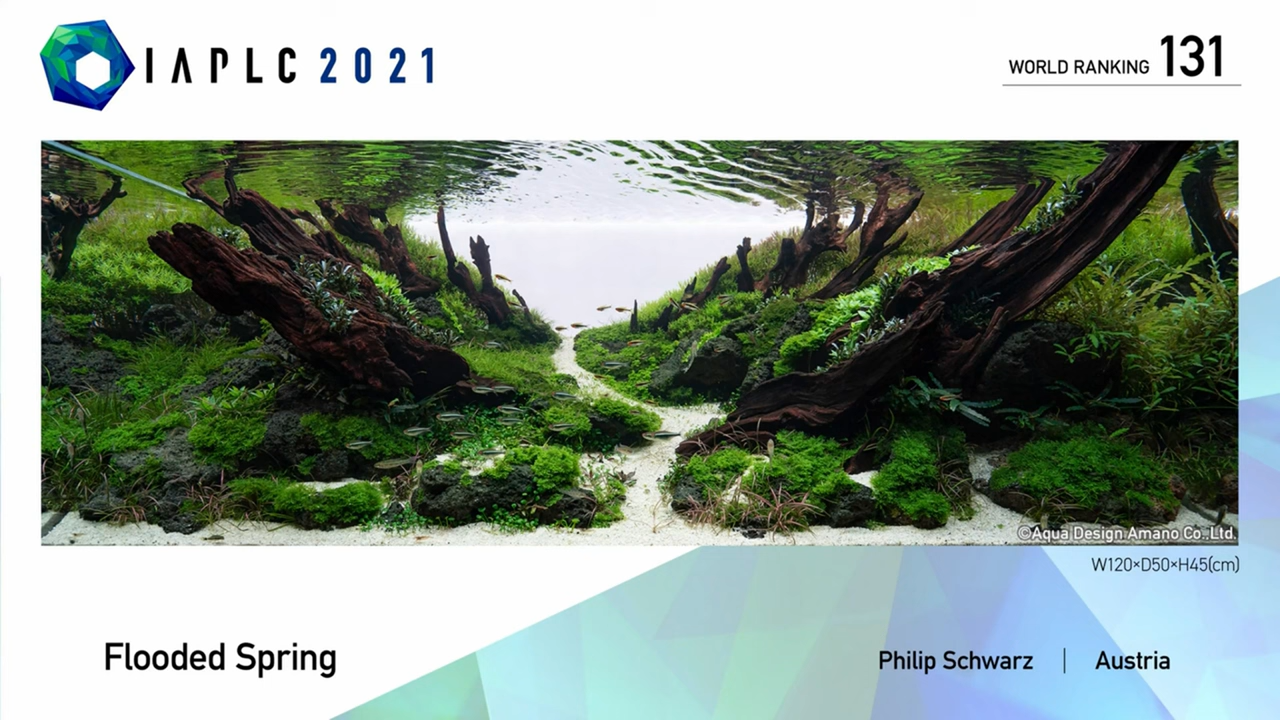 IAPLC 2021
WORLD RANKING 131
©Aqua Design Amano Co.,Ltd.
W120×D50×H45(cm)
Flooded Spring
Philip Schwarz | Austria